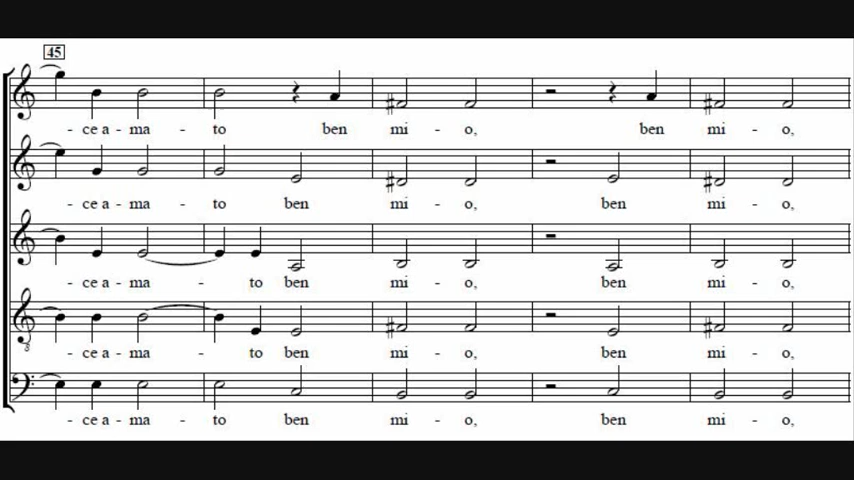 45
- ce a - ma - to ben mi - o, ben mi - o,
- ce a - ma - to ben mi - o, ben mi - o,
- ce a - ma - to ben mi - o, ben mi - o,
8
- ce a - ma - to ben mi - o, ben mi - o,
- ce a - ma - to ben mi - o, ben mi - o,